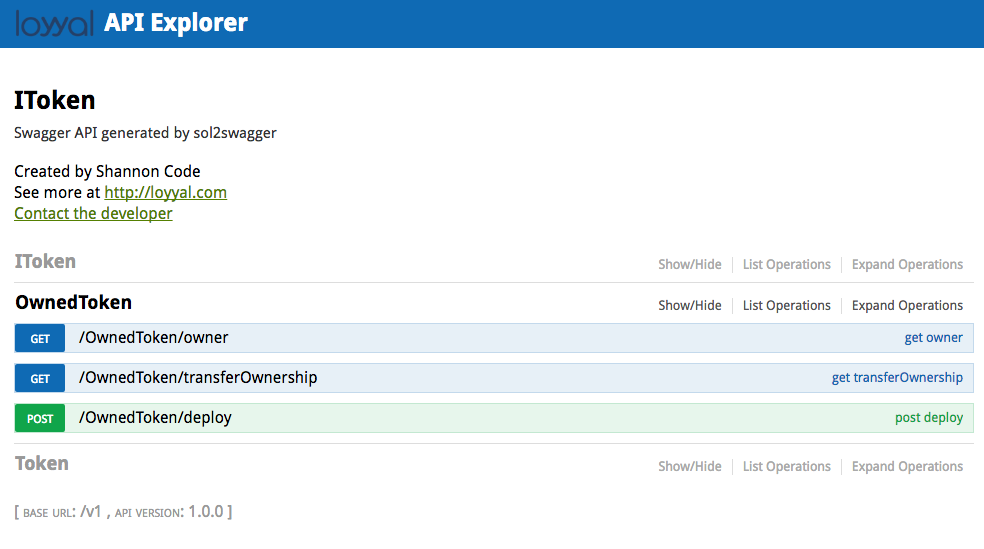 loyyal API Explorer
IToken
Swagger API generated by sol2swagger
Created by Shannon Code
See more at http://loyyal.com
Contact the developer
IToken Show/Hide List Operations Expand Operations
OwnedToken Show/Hide List Operations Expand Operations
GET /OwnedToken/owner get owner
GET /OwnedToken/transferOwnership get transferOwnership
POST /OwnedToken/deploy post deploy
Token Show/Hide List Operations Expand Operations
[ BASE URL: /v1 , API VERSION: 1.0.0 ]